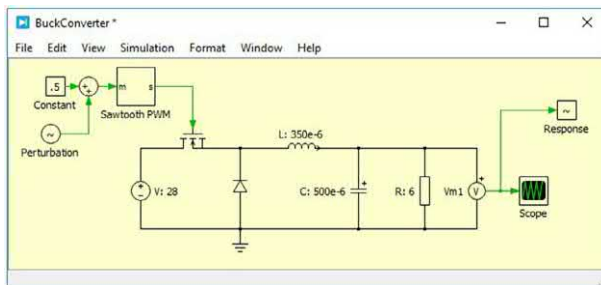 BuckConverter *
File Edit View Simulation Format Window Help
.5
Constant
m s
Sawtooth PWM
~
Perturbation
~
Response
L: 350e-6
V: 28
C: 500e-6
R: 6
Vm1
V
Scope